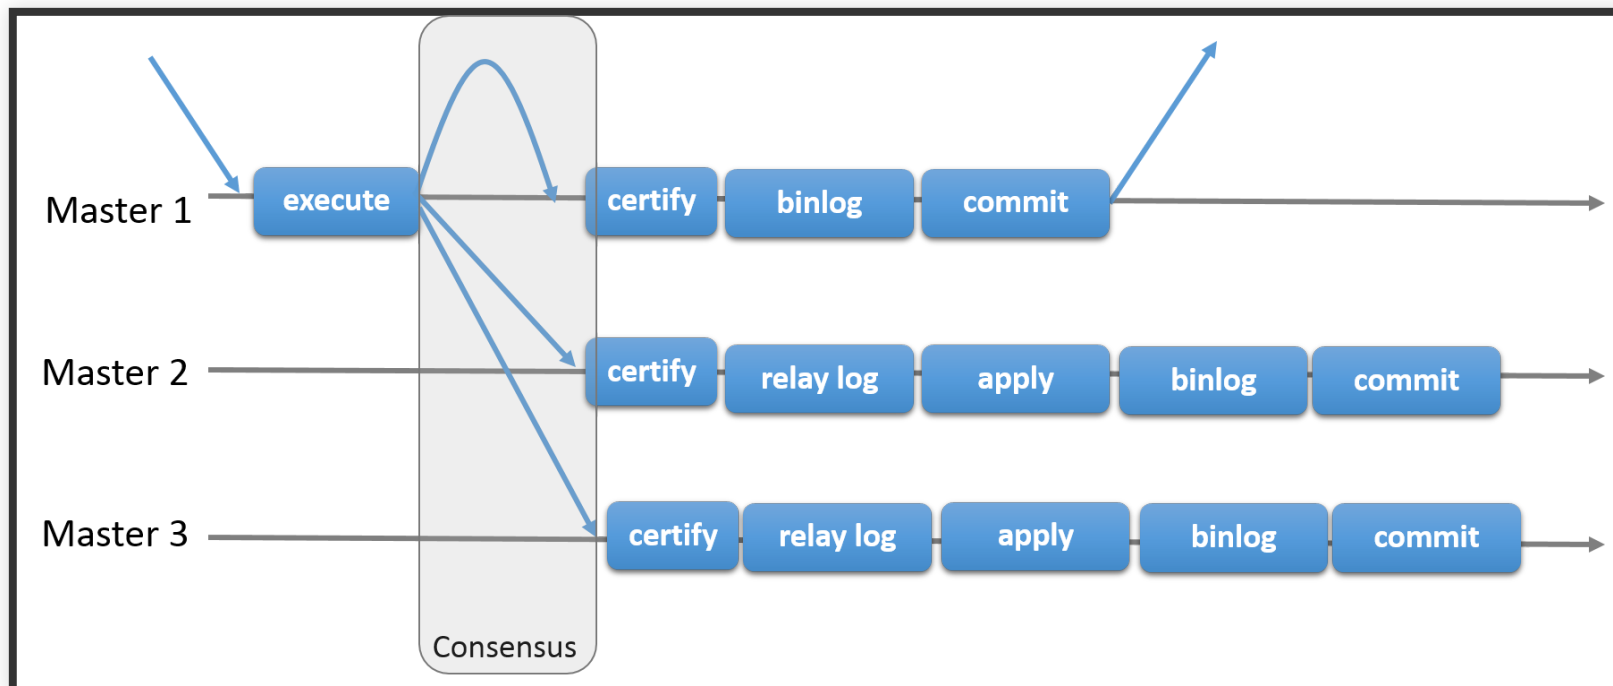 Master 1
execute
certify
binlog
commit
Master 2
certify
relay log
apply
binlog
commit
Master 3
certify
relay log
apply
binlog
commit
Consensus